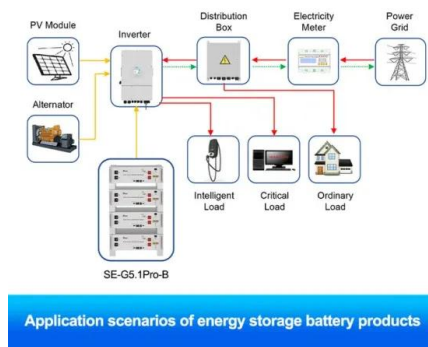 PV Module
Inverter
Distribution
Box
Electricity
Meter
Power
Grid
Alternator
Intelligent
Load
Critical
Load
Ordinary
Load
SE-G5.1Pro-B
Application scenarios of energy storage battery products